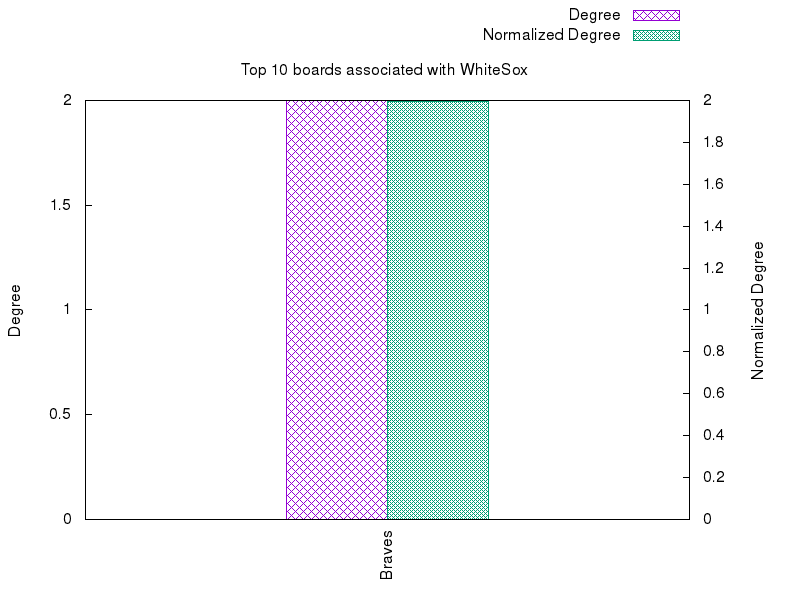 Degree
Normalized Degree
Top 10 boards associated with WhiteSox
2
1.5
1
0.5
0
2
1.8
1.6
1.4
1.2
1
0.8
0.6
0.4
0.2
0
Degree
Normalized Degree
Braves